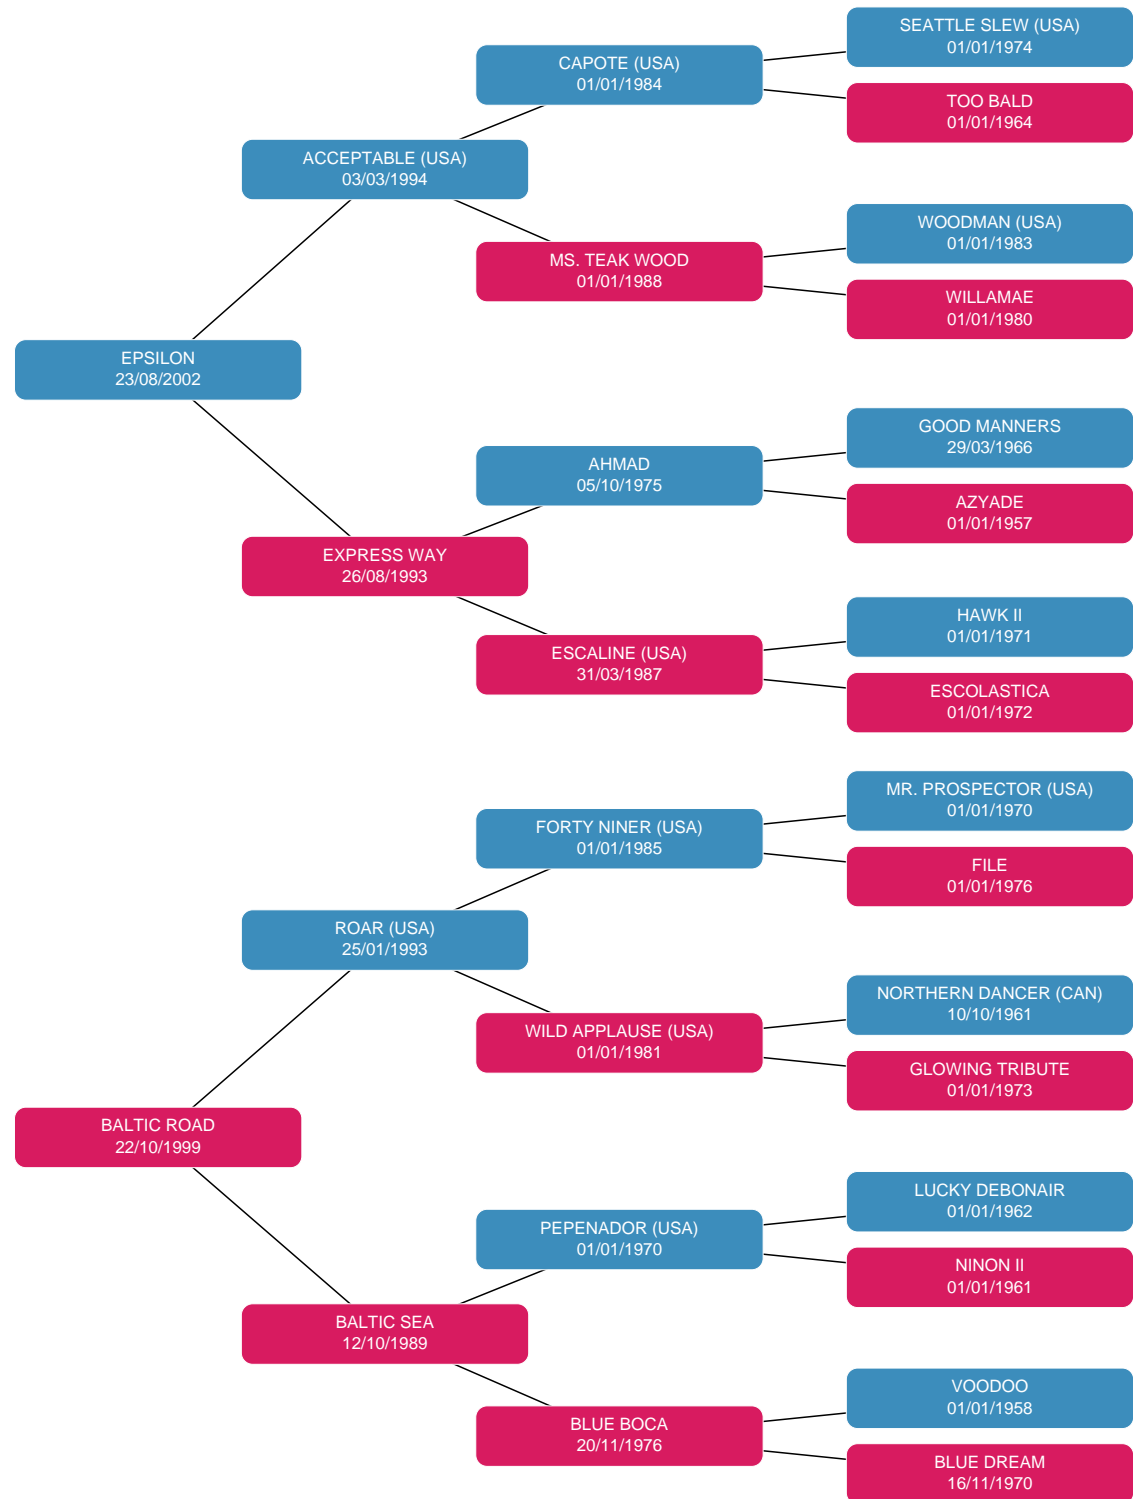 SEATTLE SLEW (USA)
01/01/1974
CAPOTE (USA)
01/01/1984
TOO BALD
01/01/1964
ACCEPTABLE (USA)
03/03/1994
WOODMAN (USA)
01/01/1983
MS. TEAK WOOD
01/01/1988
WILLAMAE
01/01/1980
EPSILON
23/08/2002
GOOD MANNERS
29/03/1966
AHMAD
05/10/1975
AZYADE
01/01/1957
EXPRESS WAY
26/08/1993
HAWK II
01/01/1971
ESCALINE (USA)
31/03/1987
ESCOLASTICA
01/01/1972
MR. PROSPECTOR (USA)
01/01/1970
FORTY NINER (USA)
01/01/1985
FILE
01/01/1976
ROAR (USA)
25/01/1993
NORTHERN DANCER (CAN)
10/10/1961
WILD APPLAUSE (USA)
01/01/1981
GLOWING TRIBUTE
01/01/1973
BALTIC ROAD
22/10/1999
LUCKY DEBONAIR
01/01/1962
PEPENADOR (USA)
01/01/1970
NINON II
01/01/1961
BALTIC SEA
12/10/1989
VOODOO
01/01/1958
BLUE BOCA
20/11/1976
BLUE DREAM
16/11/1970